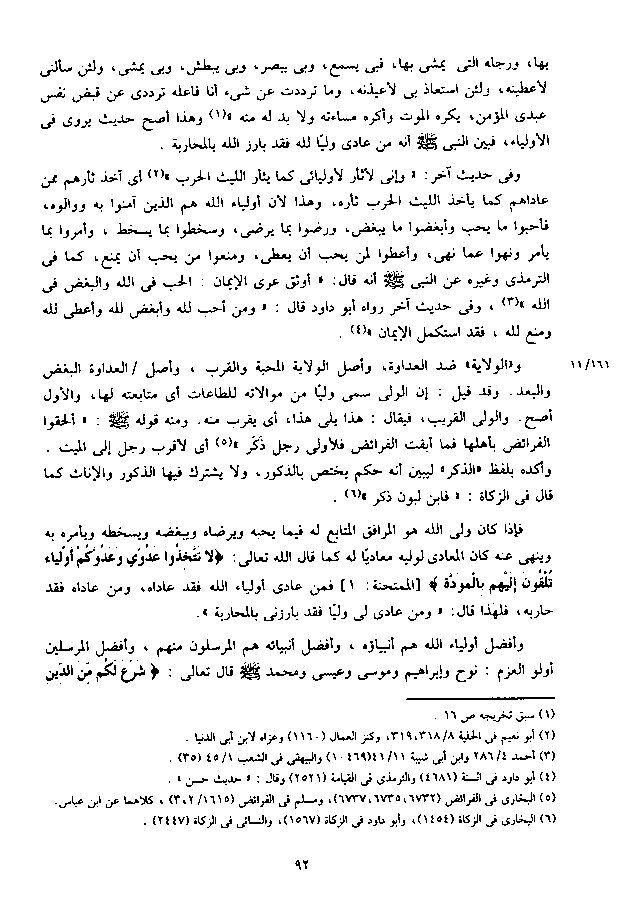 بها، ورجله التى يمشى بها، فبى يسمع، وبى يبصر، وبى يبطش، وبى يمشى، ولئن سألنى
لأعطينه، ولئن استعاذ بى لأعيذنه، وما ترددت عن شىء أنا فاعله ترددى عن قبض نفس
عبدى المؤمن، يكره الموت وأكره مساءته ولا بد له منه »(١) وهذا أصح حديث يروى فى
الأولياء، فبين النبى ﷺ أنه من عادى وليًا لله فقد بارز الله بالمحاربة .
وفى حديث آخر: « وإنى لأثأر لأوليائى كما يثأر الليث الحرب »(٢) أى آخذ ثأرهم ممن
عاداهم كما يأخذ الليث الحرب ثأره، وهذا لأن أولياء الله هم الذين آمنوا به ووالوه،
فأحبوا ما يحب وأبغضوا ما يبغض، ورضوا بما يرضى، وسخطوا بما يسخط ، وأمروا بما
يأمر ونهوا عما نهى، وأعطوا لمن يحب أن يعطى، ومنعوا من يحب أن يمنع، كما فى
الترمذى وغيره عن النبى ﷺ أنه قال: « أوثق عرى الإيمان : الحب فى الله والبغض فى
الله »(٣) ، وفى حديث آخر رواه أبو داود قال : « ومن أحب لله وأبغض لله وأعطى لله
ومنع لله ، فقد استكمل الإيمان »(٤) .
١١/١٦١ و«الولاية» ضد العداوة، وأصل الولاية المحبة والقرب ، وأصل /العداوة البغض
والبعد. وقد قيل : إن الولى سمى وليًا من موالاته للطاعات أى متابعته لها، والأول
أصح. والولى القريب، فيقال : هذا يلى هذا، أى يقرب منه. ومنه قوله ﷺ : « ألحقوا
الفرائض بأهلها فما أبقت الفرائض فلأولى رجل ذَكَر »(٥) أى لأقرب رجل إلى الميت .
وأكده بلفظ «الذكر» ليبين أنه حكم يختص بالذكور، ولا يشترك فيها الذكور والإناث كما
قال فى الزكاة : « فابن لبون ذكر »(٦) .
فإذا كان ولى الله هو الموافق المتابع له فيما يحبه ويرضاه ويبغضه ويسخطه ويأمره به
وينهى عنه كان المعادى لوليه معاديًا له كما قال الله تعالى: ﴿لا تَتَّخِذُوا عَدُوِّي وَعَدُوَّكُمْ أَوْلِيَاءَ
تُلْقُونَ إِلَيْهِم بِالْمَوَدَّةِ ﴾ [الممتحنة: ١] فمن عادى أولياء الله فقد عاداه، ومن عاداه فقد
حاربه، فلهذا قال: « ومن عادى لى وليًا فقد بارزنى بالمحاربة ».
وأفضل أولياء الله هم أنبياؤه ، وأفضل أنبيائه هم المرسلون منهم ، وأفضل المرسلين
أولو العزم : نوح وإبراهيم وموسى وعيسى ومحمد ﷺ قال تعالى : ﴿ شَرَعَ لَكُم مِّنَ الدِّينِ
(١) سبق تخريجه ص ١٦ .
(٢) أبو نعيم فى الحلية ٣١٨/٨، ٣١٩، وكنز العمال (١١٦٠) وعزاه لابن أبى الدنيا .
(٣) أحمد ٢٨٦/٤ وابن أبى شيبة ٤١/١١ (١٠٤٦٩) والبيهقى فى الشعب ٤٥/١ (٣٥) .
(٤) أبو داود فى السنة (٤٦٨١) والترمذى فى القيامة (٢٥٢١) وقال : « حديث حسن » .
(٥) البخارى فى الفرائض (٦٧٣٢، ٦٧٣٥، ٦٧٣٧)، ومسلم فى الفرائض (٢،٣/١٦١٥) ، كلاهما عن ابن عباس.
(٦) البخارى فى الزكاة (١٤٥٤)، وأبو داود فى الزكاة (١٥٦٧)، والنسائى فى الزكاة (٢٤٤٧) .
٩٢